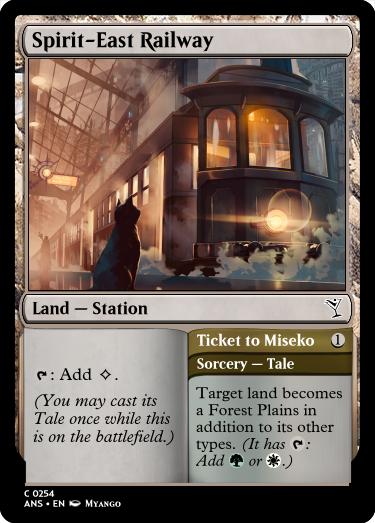 Spirit-East Railway
Land — Station
: Add .
(You may cast its
Tale once while this
is on the battlefield.)
Ticket to Miseko 1
Sorcery — Tale
Target land becomes
a Forest Plains in
addition to its other
types. (It has :
Add or .)
C 0254
ANS • EN Myango